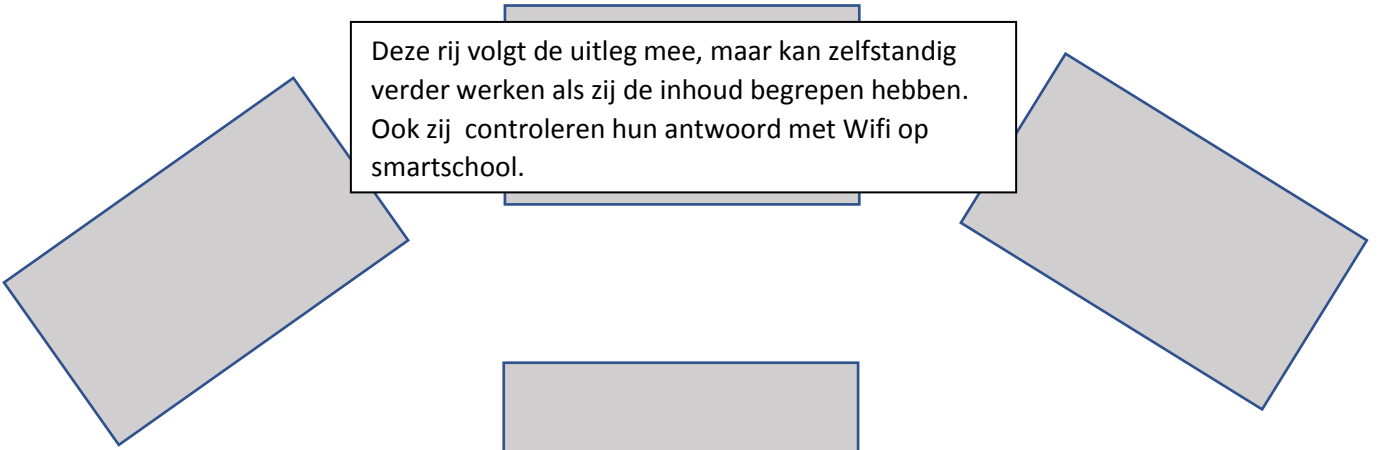 Deze rij volgt de uitleg mee, maar kan zelfstandig
verder werken als zij de inhoud begrepen hebben.
Ook zij  controleren hun antwoord met Wifi op
smartschool.